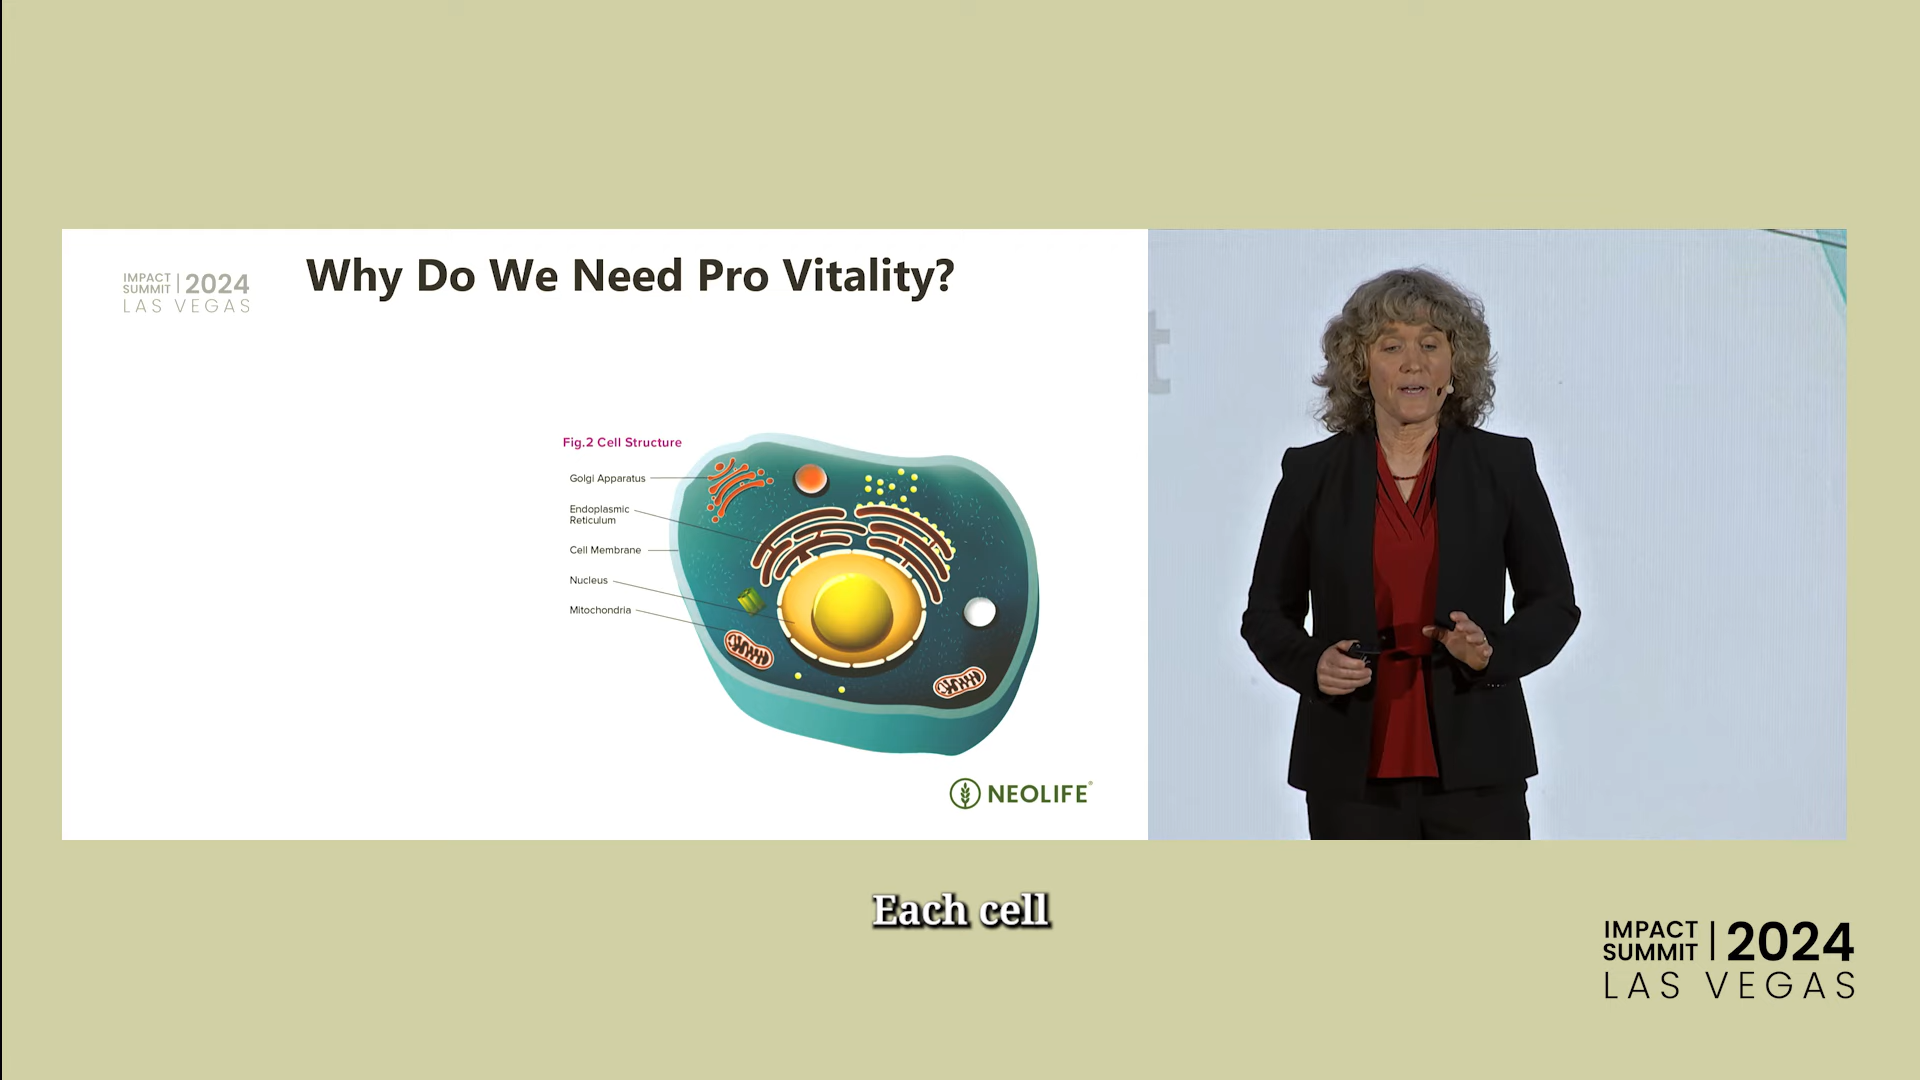 IMPACT
SUMMIT | 2024
LAS VEGAS
Why Do We Need Pro Vitality?
Fig.2 Cell Structure
Golgi Apparatus
Endoplasmic
Reticulum
Cell Membrane
Nucleus
Mitochondria
NEOLIFE®
t
Each cell
IMPACT
SUMMIT | 2024
LAS VEGAS